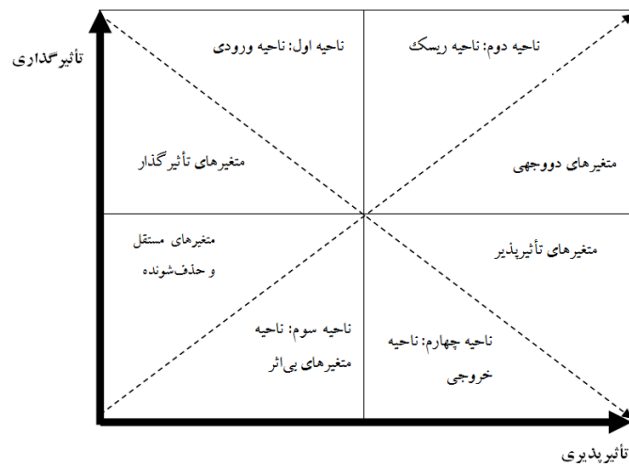 ناحیه دوم: ناحیه ریسک
ناحیه اول: ناحیه ورودی
تأثیرگذاری
متغیرهای دووجهی
متغیرهای تأثیرگذار
متغیرهای تأثیرپذیر
متغیرهای مستقل
و حذف‌شونده
ناحیه چهارم: ناحیه
خروجی
ناحیه سوم: ناحیه
متغیرهای بی‌اثر
تأثیرپذیری